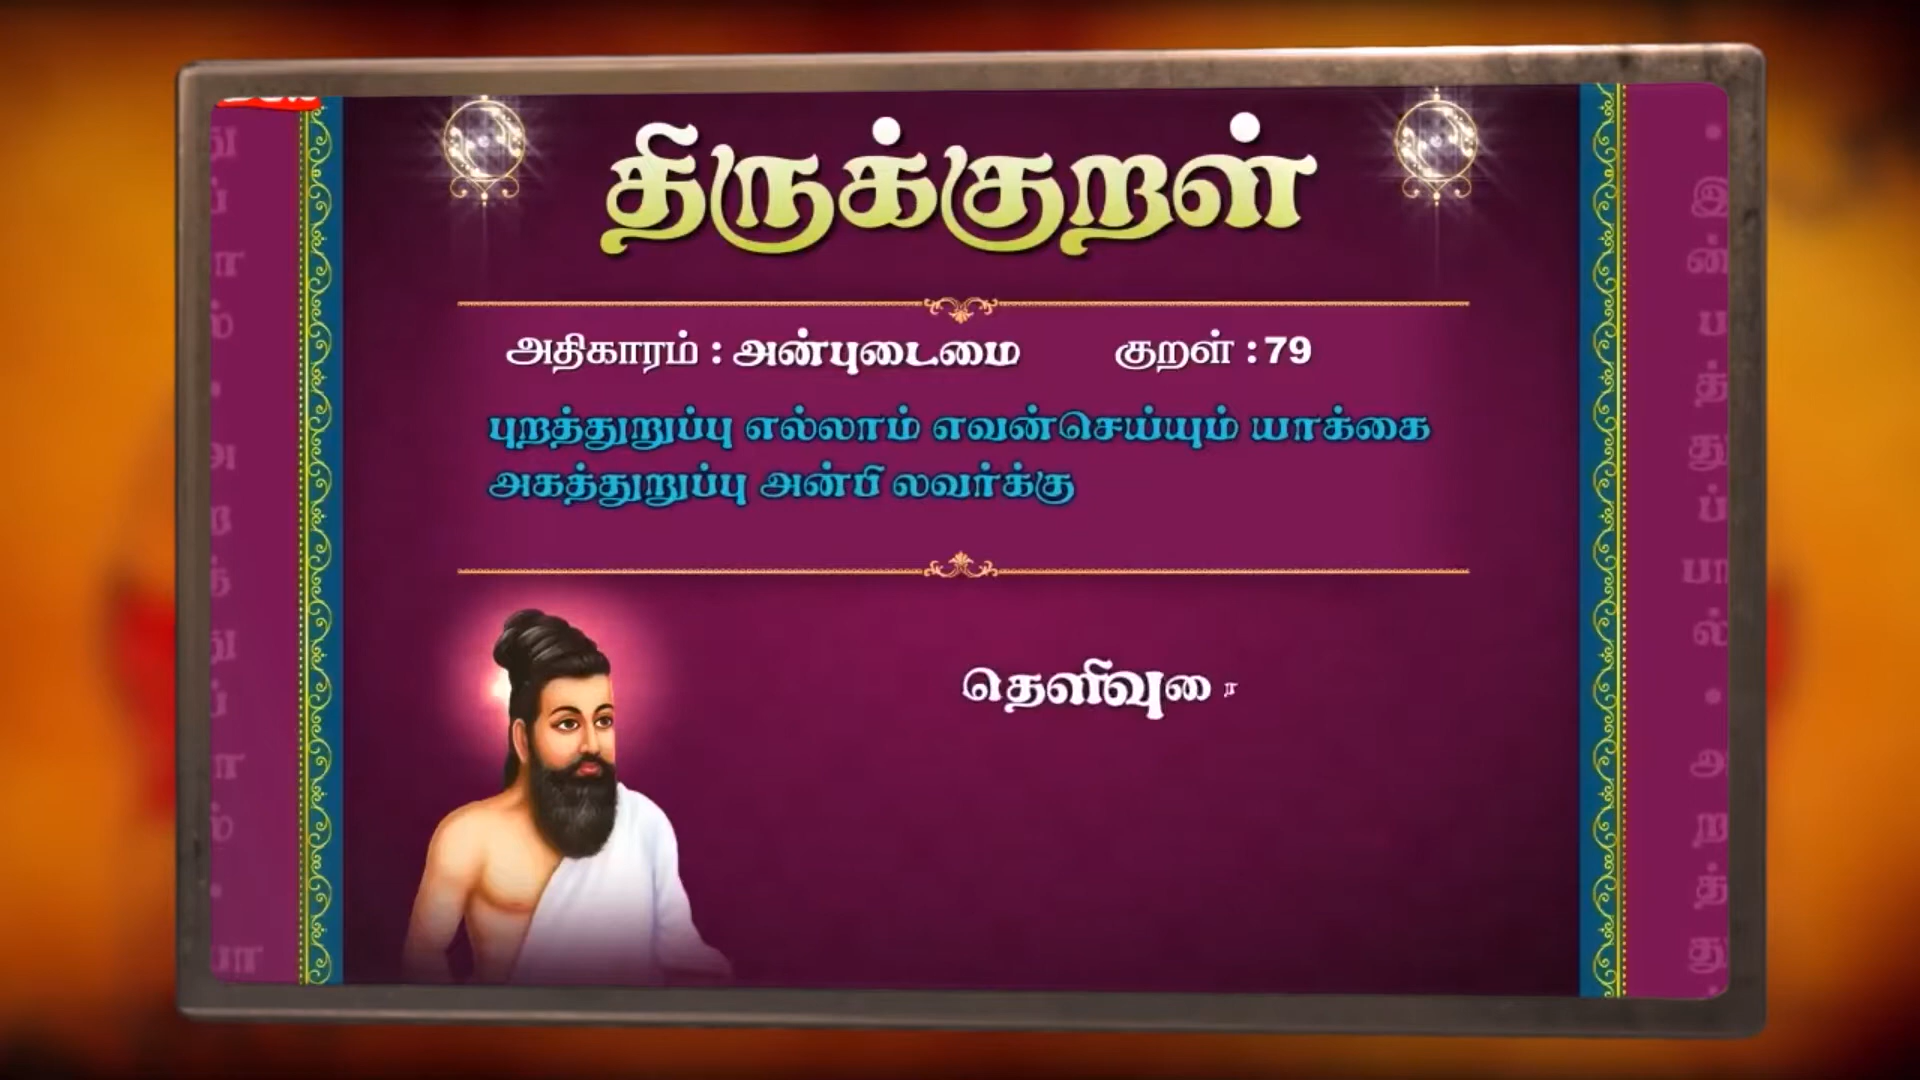 திருக்குறள்
அதிகாரம் : அன்புடைமை குறள் : 79
புறத்துறுப்பு எல்லாம் எவன்செய்யும் யாக்கை
அகத்துறுப்பு அன்பி லவர்க்கு
தெளிவுரை